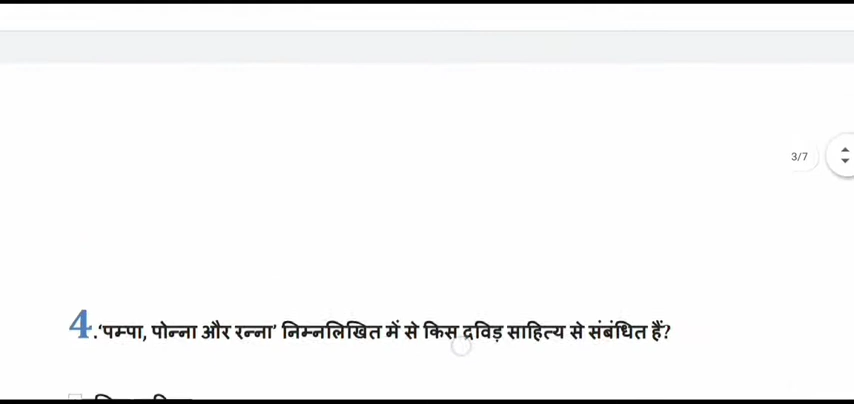 3/7
4.‘पम्पा, पोन्ना और रन्ना’ निम्नलिखित में से किस द्रविड़ साहित्य से संबंधित हैं?